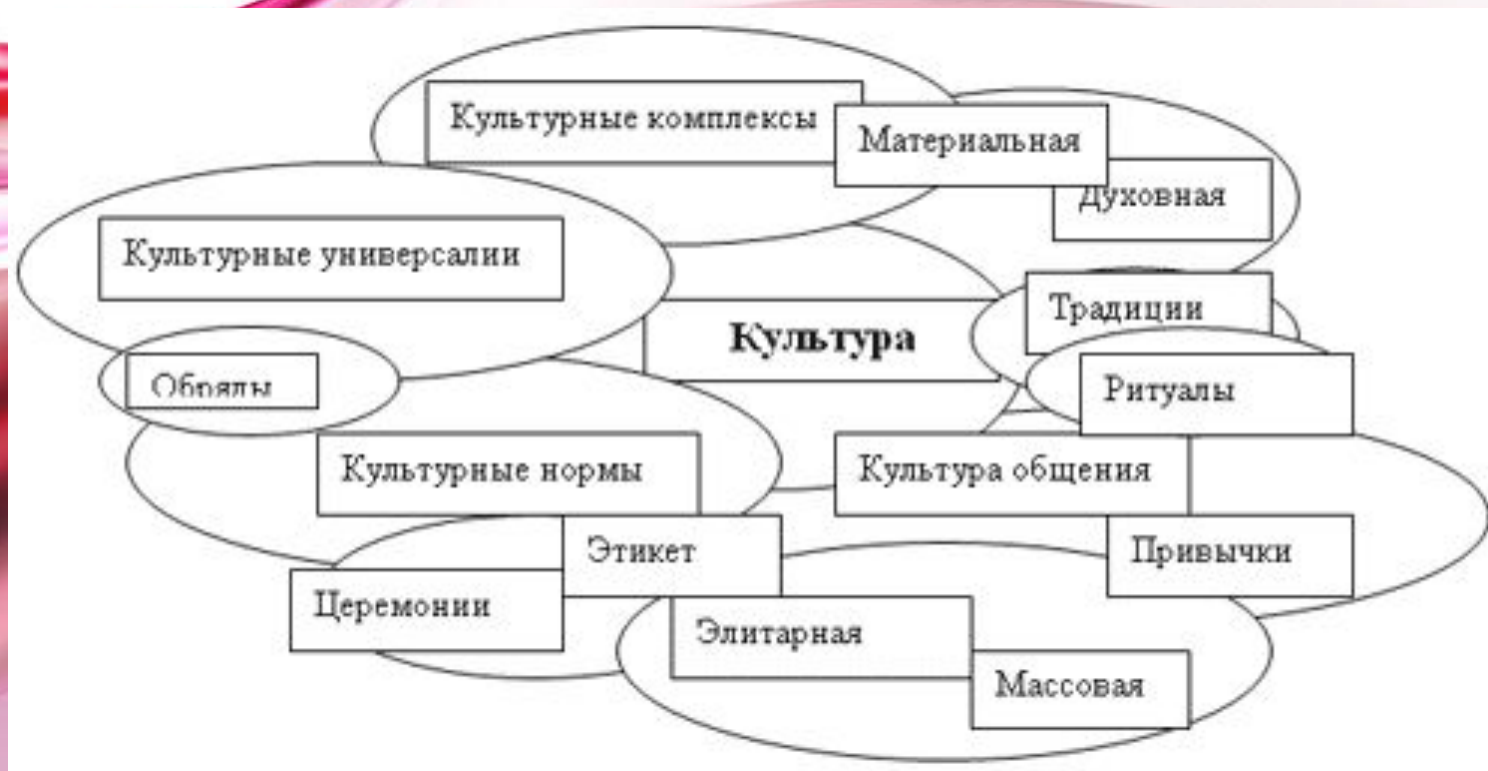 Культурные комплексы
Материальная
Духовная
Культурные универсалии
Традиции
Культура
Обряды
Ритуалы
Культурные нормы
Культура общения
Этикет
Привычки
Церемонии
Элитарная
Массовая